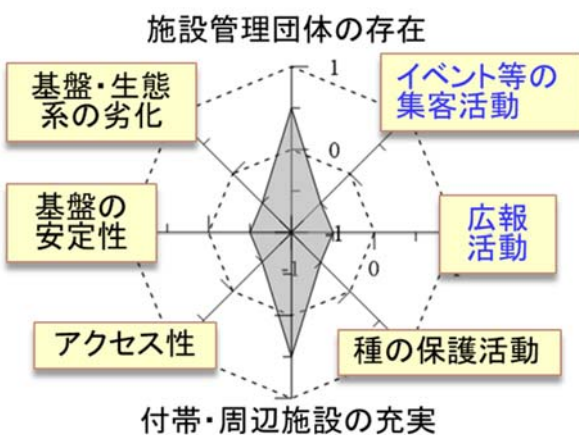 施設管理団体の存在
基盤・生態
系の劣化
1
イベント等の
集客活動
0
基盤の
安定性
-1
広報
活動
-1
0
アクセス性
種の保護活動
付帯・周辺施設の充実